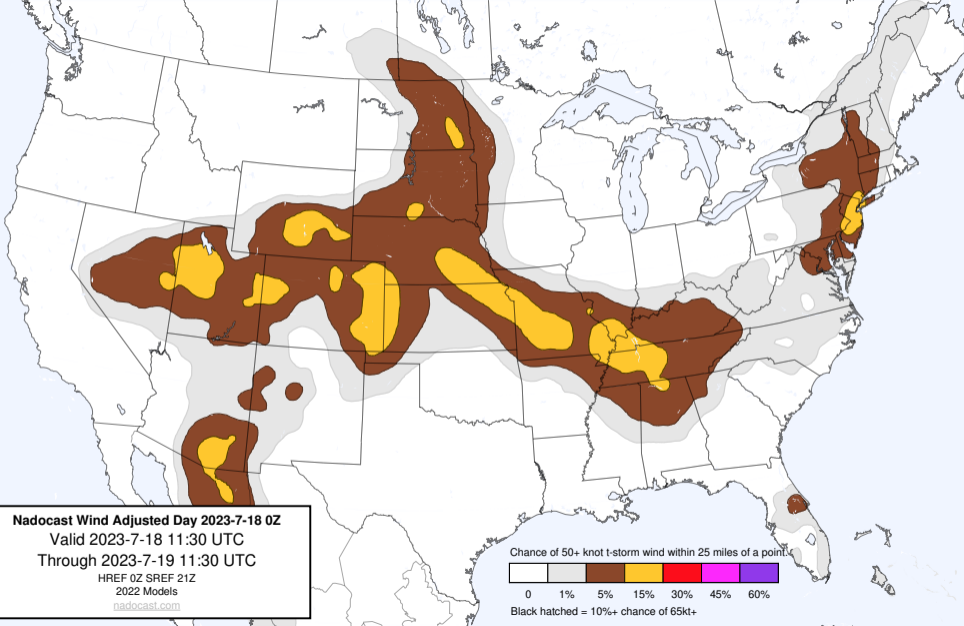 Nadocast Wind Adjusted Day 2023-7-18 0Z
Valid 2023-7-18 11:30 UTC
Through 2023-7-19 11:30 UTC
HREF 0Z SREF 21Z
2022 Models
nadocast.com
Chance of 50+ knot t-storm wind within 25 miles of a point.
0 1% 5% 15% 30% 45% 60%
Black hatched = 10%+ chance of 65kt+